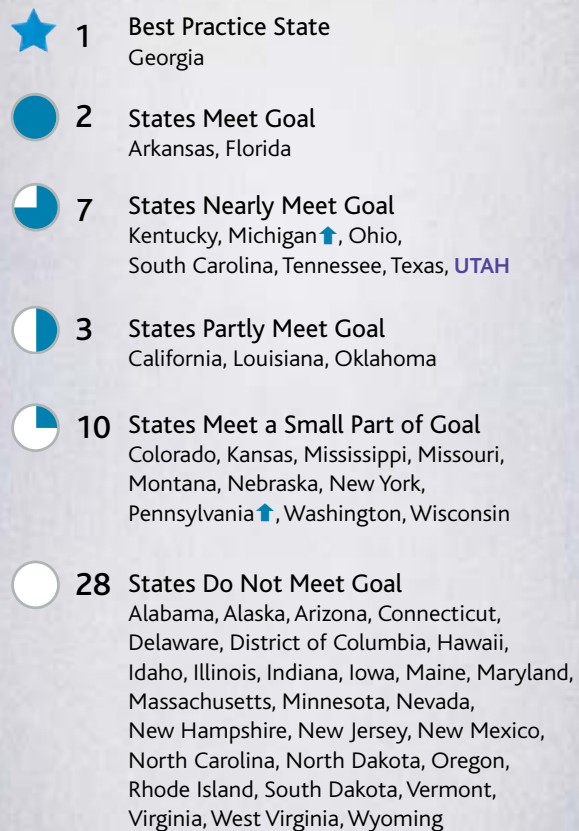 1 Best Practice State
Georgia
2 States Meet Goal
Arkansas, Florida
7 States Nearly Meet Goal
Kentucky, Michigan⬆, Ohio,
South Carolina, Tennessee, Texas, UTAH
3 States Partly Meet Goal
California, Louisiana, Oklahoma
10 States Meet a Small Part of Goal
Colorado, Kansas, Mississippi, Missouri,
Montana, Nebraska, New York,
Pennsylvania⬆, Washington, Wisconsin
28 States Do Not Meet Goal
Alabama, Alaska, Arizona, Connecticut,
Delaware, District of Columbia, Hawaii,
Idaho, Illinois, Indiana, Iowa, Maine, Maryland,
Massachusetts, Minnesota, Nevada,
New Hampshire, New Jersey, New Mexico,
North Carolina, North Dakota, Oregon,
Rhode Island, South Dakota, Vermont,
Virginia, West Virginia, Wyoming